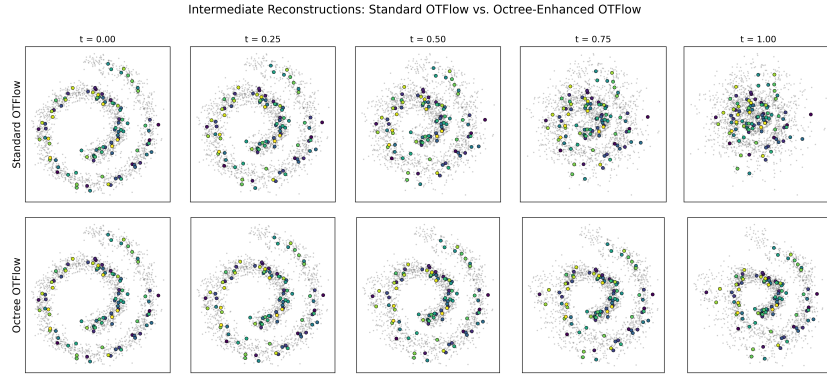 Intermediate Reconstructions: Standard OTFlow vs. Octree-Enhanced OTFlow
t = 0.00
t = 0.25
t = 0.50
t = 0.75
t = 1.00
Standard OTFlow
Octree OTFlow